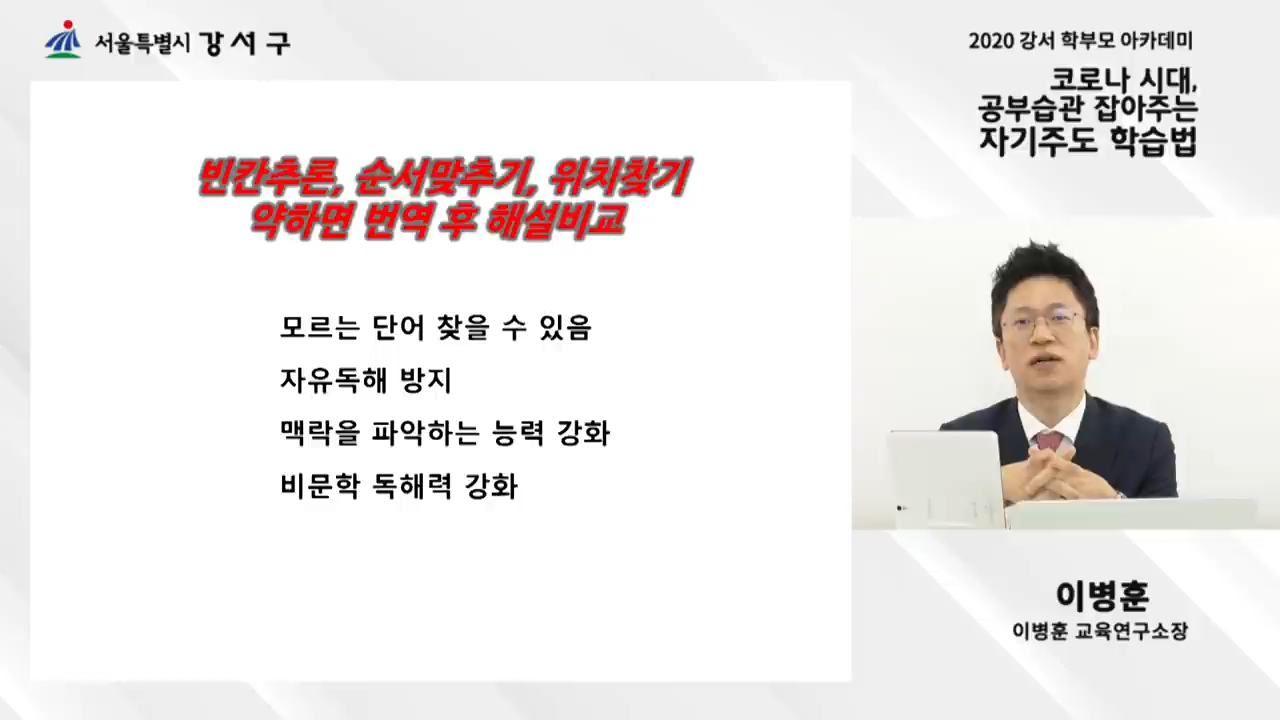 서울특별시 강서구
2020 강서 학부모 아카데미
코로나 시대,
공부습관 잡아주는
자기주도 학습법
빈칸추론, 순서맞추기, 위치찾기
약하면 번역 후 해설비교
모르는 단어 찾을 수 있음
자유독해 방지
맥락을 파악하는 능력 강화
비문학 독해력 강화
이병훈
이병훈 교육연구소장